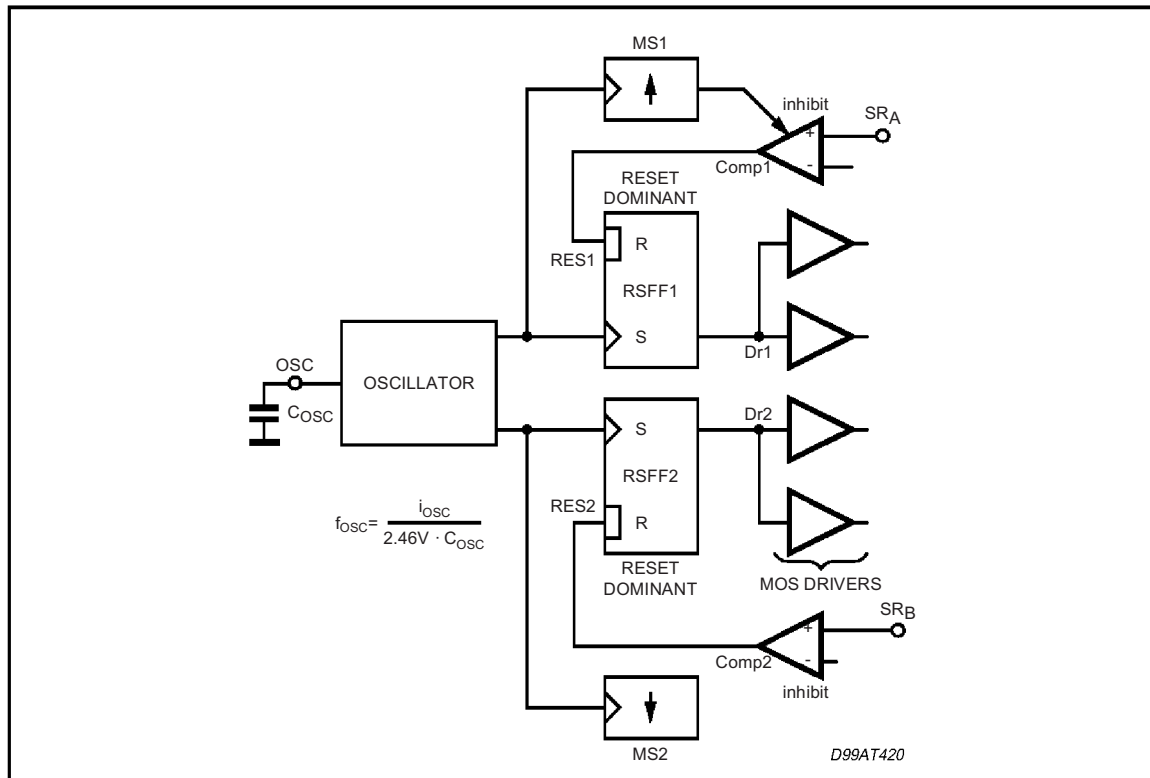 MS1
inhibit
SRA
+
-
Comp1
RESET
DOMINANT
R
RES1
RSFF1
S
Dr1
OSC
OSCILLATOR
COSC
Dr2
S
RSFF2
RES2
R
fOSC= iOSC
2.46V · COSC
RESET
DOMINANT
MOS DRIVERS
SRB
+
-
Comp2
inhibit
MS2
D99AT420